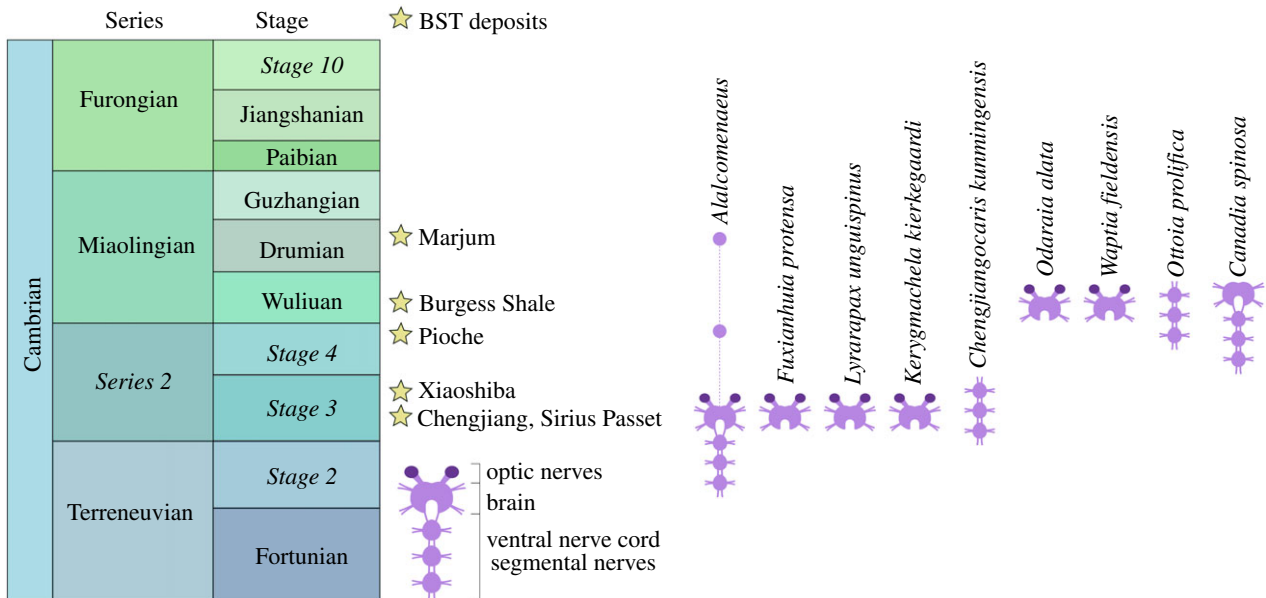 Series
Stage
BST deposits
Cambrian
Furongian
Stage 10
Jiangshanian
Paibian
Miaolingian
Guzhangian
Drumian
Wuliuan
Marjum
Burgess Shale
Series 2
Stage 4
Stage 3
Pioche
Xiaoshiba
Chengjiang, Sirius Passet
Terreneuvian
Stage 2
Fortunian
optic nerves
brain
ventral nerve cord
segmental nerves
Alalcomenaeus
Fuxianhuia protensa
Lyrarapax unguispinus
Kerygmachela kierkegaardi
Chengjiangocaris kunmingensis
Odaraia alata
Waptia fieldensis
Ottoia prolifica
Canadia spinosa